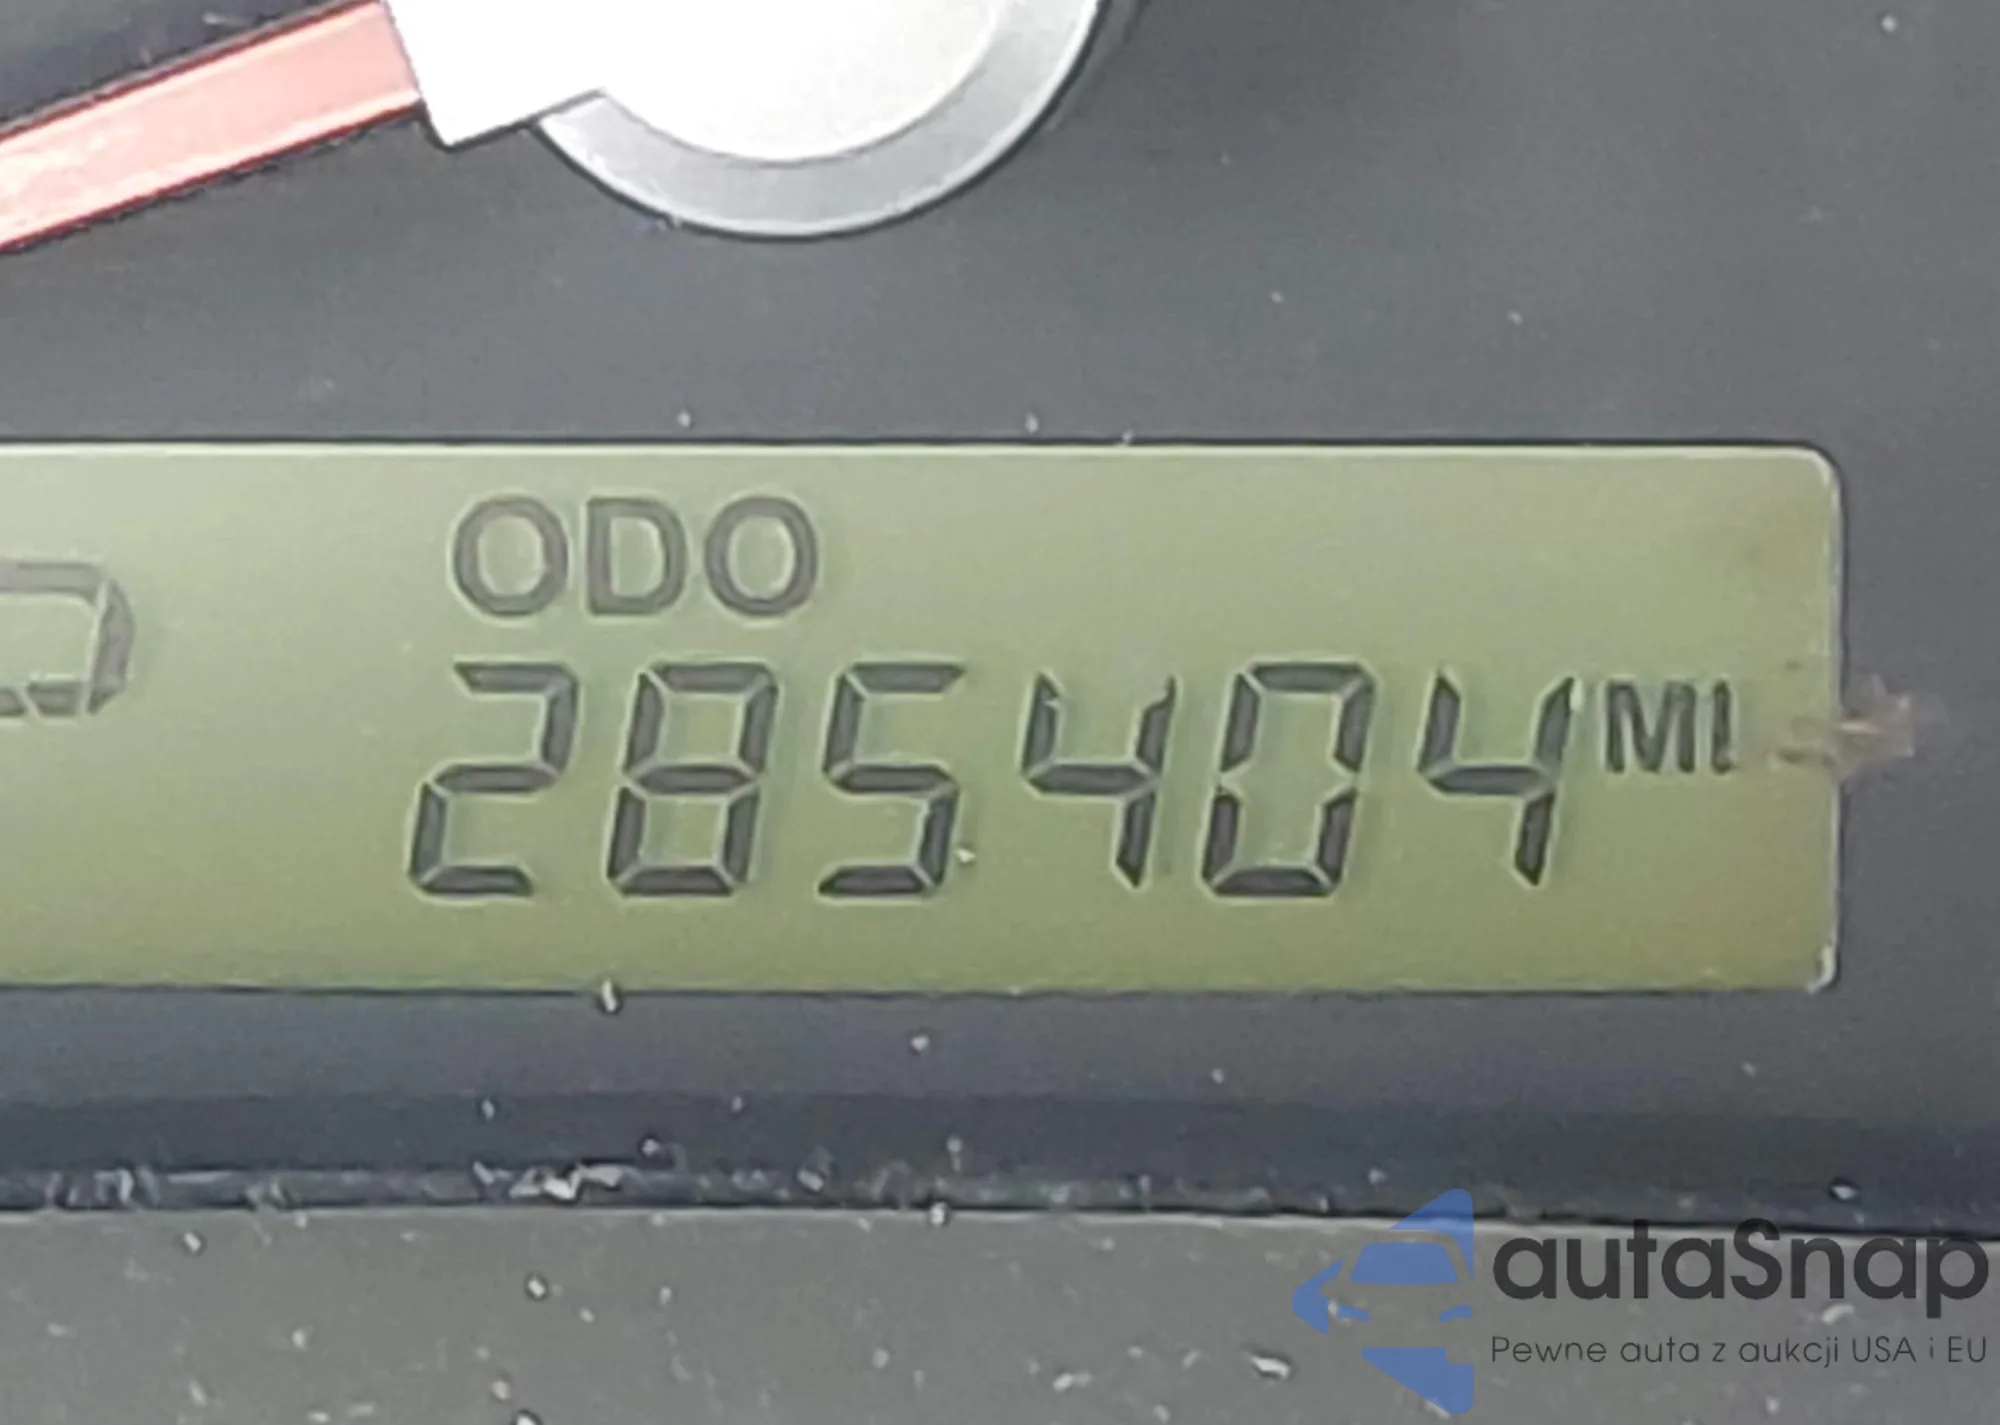 ODO
285404 MI
autaSnap
Pewne auta z aukcji USA i EU